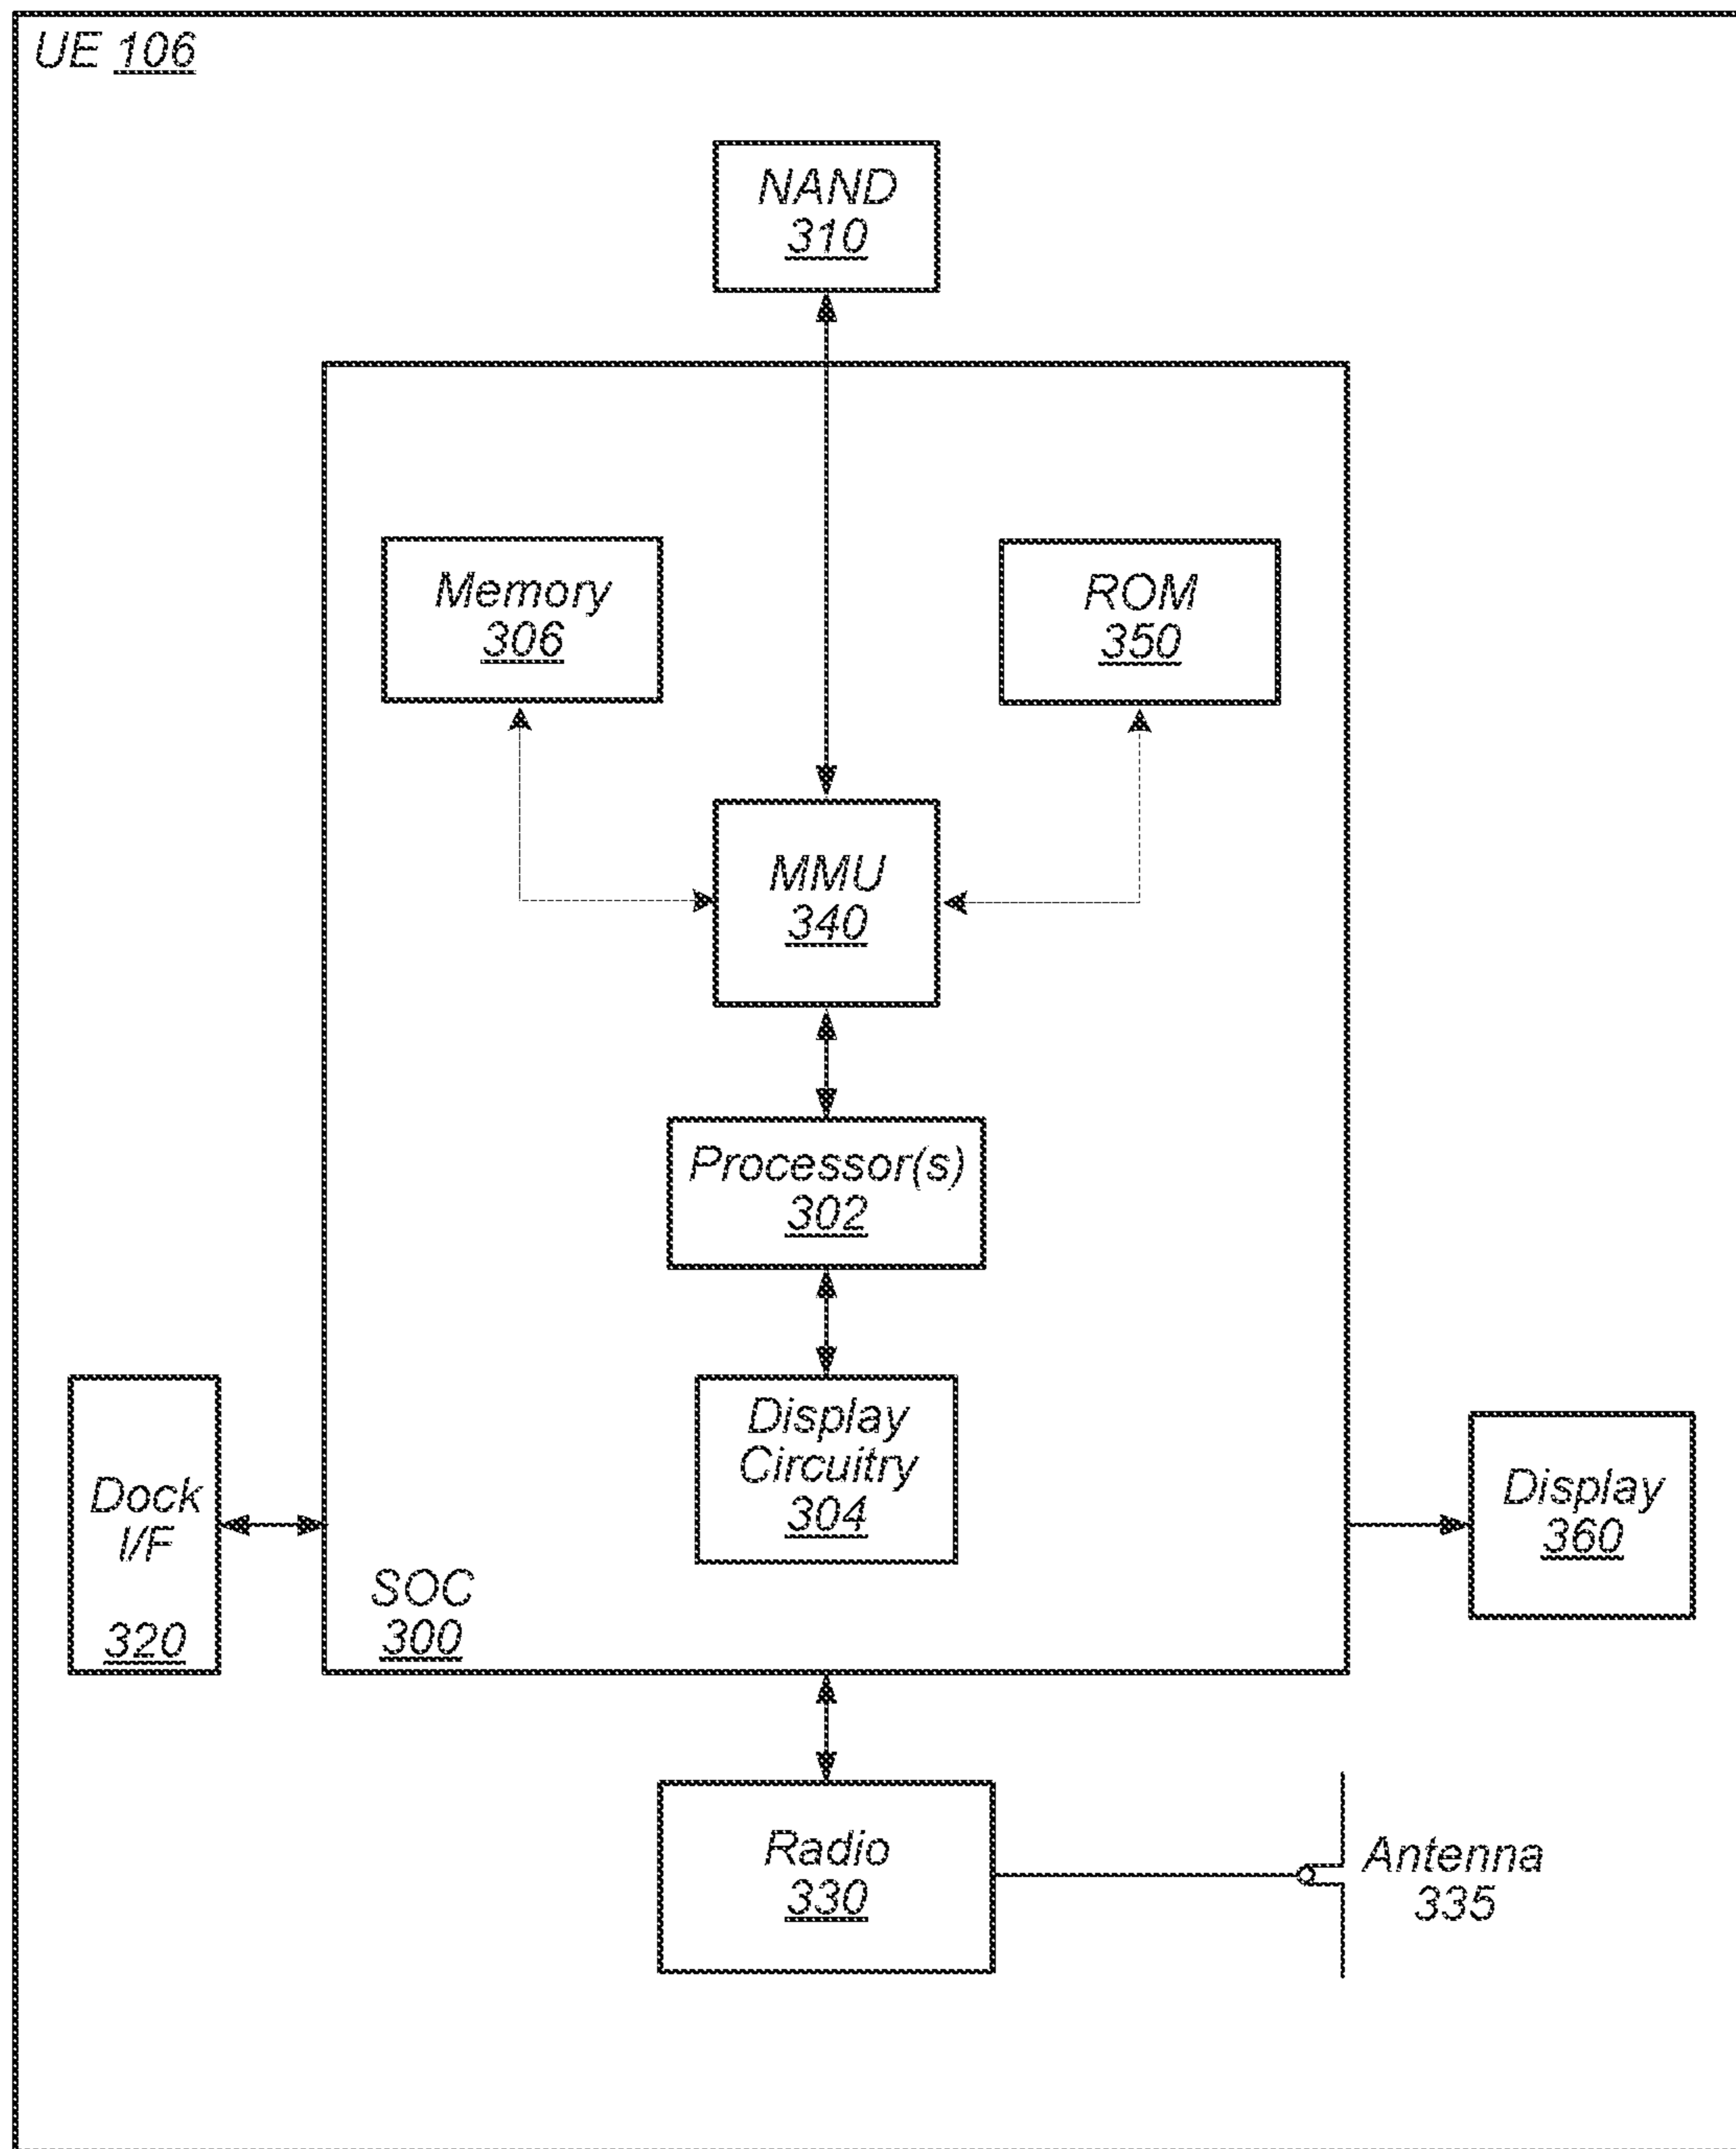 UE 106
NAND
310
Memory
306
ROM
350
MMU
340
Processor(s)
302
Display
Circuitry
304
Dock
I/F
320
SOC
300
Display
360
Radio
330
Antenna
335